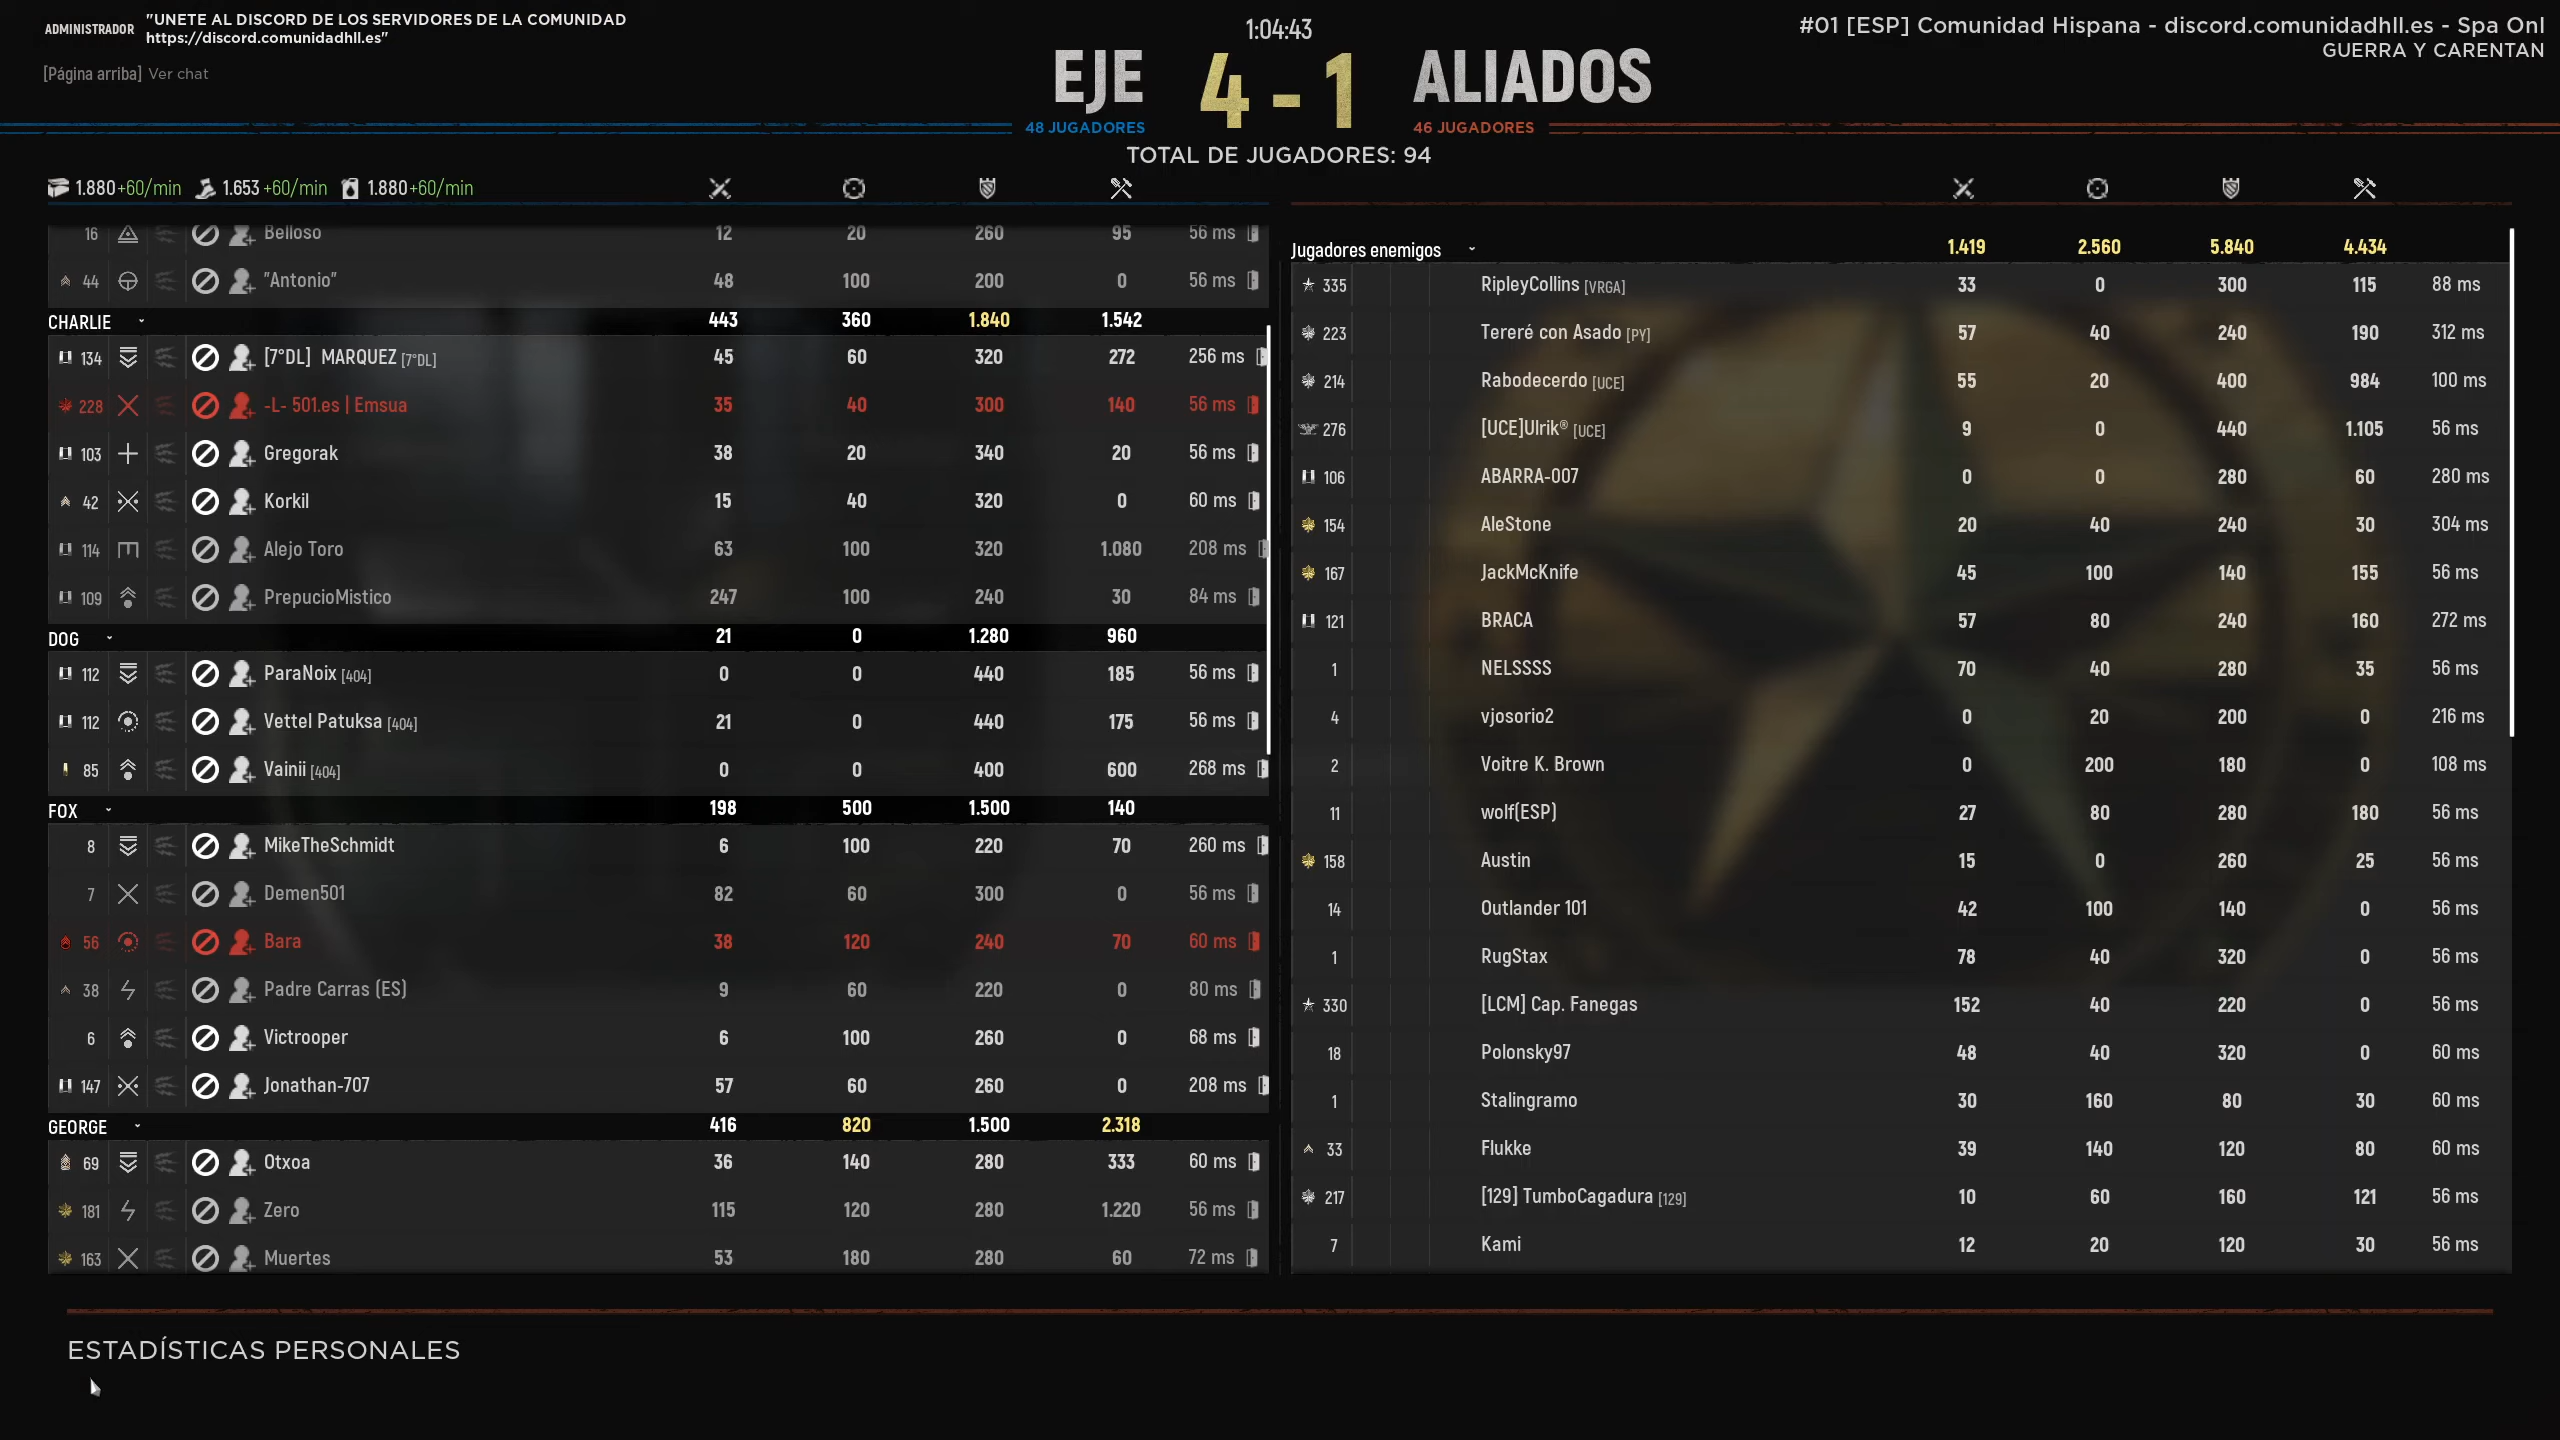 ADMINISTRADOR
"UNETE AL DISCORD DE LOS SERVIDORES DE LA COMUNIDAD
https://discord.comunidadhll.es"
[Página arriba] Ver chat
1:04:43
EJE 4 - 1 ALIADOS
48 JUGADORES 46 JUGADORES
TOTAL DE JUGADORES: 94
#01 [ESP] Comunidad Hispana - discord.comunidadhll.es - Spa Onl
GUERRA Y CARENTAN
1.880 +60/min 1.653 +60/min 1.880 +60/min
16 Belloso 12 20 260 95 56 ms
44 "Antonio" 48 100 200 0 56 ms
CHARLIE 443 360 1.840 1.542
134 [7°DL] MARQUEZ [7°DL] 45 60 320 272 256 ms
228 -L- 501.es | Emsua 35 40 300 140 56 ms
103 Gregorak 38 20 340 20 56 ms
42 Korkil 15 40 320 0 60 ms
114 Alejo Toro 63 100 320 1.080 208 ms
109 PrepucioMistico 247 100 240 30 84 ms
DOG 21 0 1.280 960
112 ParaNoix [404] 0 0 440 185 56 ms
112 Vettel Patuksa [404] 21 0 440 175 56 ms
85 Vainii [404] 0 0 400 600 268 ms
FOX 198 500 1.500 140
8 MikeTheSchmidt 6 100 220 70 260 ms
7 Demen501 82 60 300 0 56 ms
56 Bara 38 120 240 70 60 ms
38 Padre Carras (ES) 9 60 220 0 80 ms
6 Victrooper 6 100 260 0 68 ms
147 Jonathan-707 57 60 260 0 208 ms
GEORGE 416 820 1.500 2.318
69 Otxoa 36 140 280 333 60 ms
181 Zero 115 120 280 1.220 56 ms
163 Muertes 53 180 280 60 72 ms
Jugadores enemigos 1.419 2.560 5.840 4.434
335 RipleyCollins [VRGA] 33 0 300 115 88 ms
223 Tereré con Asado [PY] 57 40 240 190 312 ms
214 Rabodecerdo [UCE] 55 20 400 984 100 ms
276 [UCE]Ulrik® [UCE] 9 0 440 1.105 56 ms
106 ABARRA-007 0 0 280 60 280 ms
154 AleStone 20 40 240 30 304 ms
167 JackMcKnife 45 100 140 155 56 ms
121 BRACA 57 80 240 160 272 ms
1 NELSSSS 70 40 280 35 56 ms
4 vjosorio2 0 20 200 0 216 ms
2 Voitre K. Brown 0 200 180 0 108 ms
11 wolf(ESP) 27 80 280 180 56 ms
158 Austin 15 0 260 25 56 ms
14 Outlander 101 42 100 140 0 56 ms
1 RugStax 78 40 320 0 56 ms
330 [LCM] Cap. Fanegas 152 40 220 0 56 ms
18 Polonsky97 48 40 320 0 60 ms
1 Stalingramo 30 160 80 30 60 ms
33 Flukke 39 140 120 80 60 ms
217 [129] TumboCagadura [129] 10 60 160 121 56 ms
7 Kami 12 20 120 30 56 ms
ESTADÍSTICAS PERSONALES